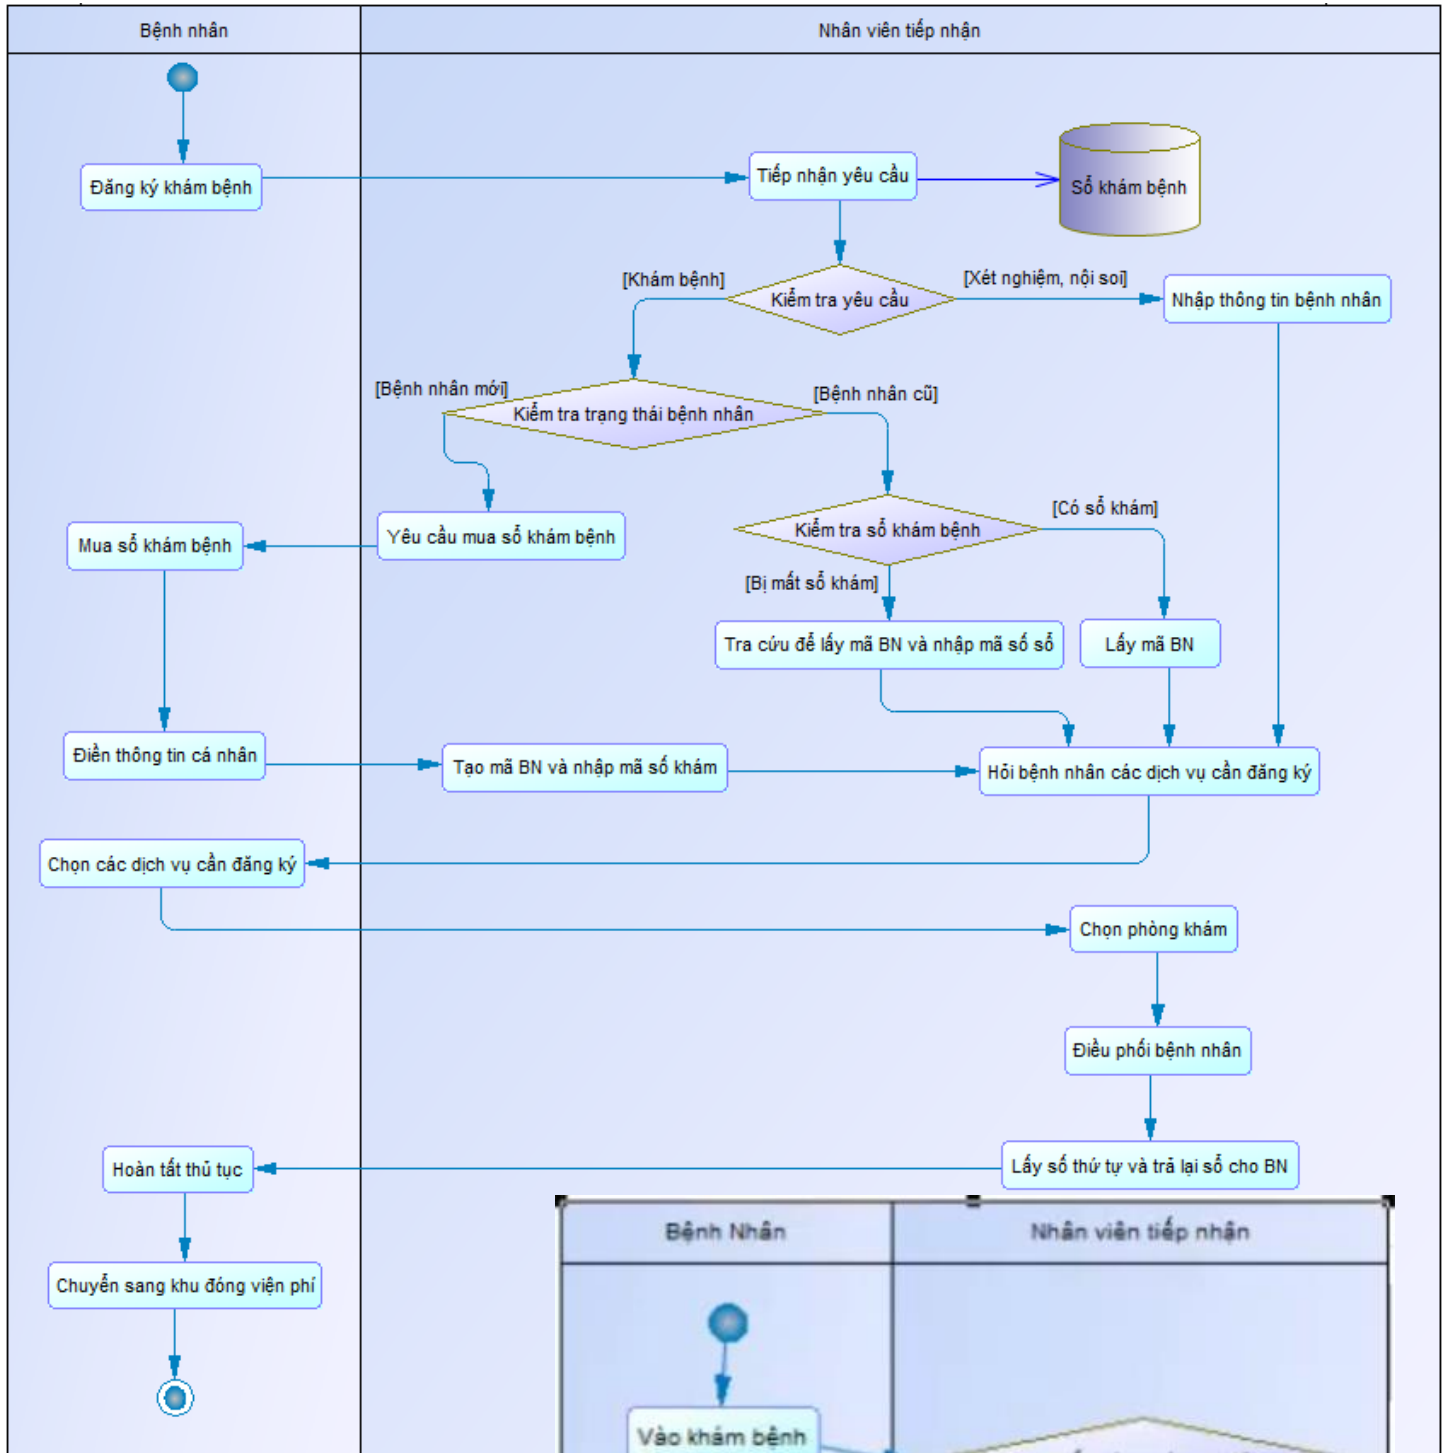 Bệnh nhân
Nhân viên tiếp nhận
Đăng ký khám bệnh
Tiếp nhận yêu cầu
Sổ khám bệnh
[Khám bệnh]
Kiểm tra yêu cầu
[Xét nghiệm, nội soi]
Nhập thông tin bệnh nhân
[Bệnh nhân mới]
Kiểm tra trạng thái bệnh nhân
[Bệnh nhân cũ]
Yêu cầu mua sổ khám bệnh
Mua sổ khám bệnh
Kiểm tra sổ khám bệnh
[Có sổ khám]
[Bị mất sổ khám]
Tra cứu để lấy mã BN và nhập mã số sổ
Lấy mã BN
Điền thông tin cá nhân
Tạo mã BN và nhập mã số khám
Hỏi bệnh nhân các dịch vụ cần đăng ký
Chọn các dịch vụ cần đăng ký
Chọn phòng khám
Điều phối bệnh nhân
Lấy số thứ tự và trả lại sổ cho BN
Hoàn tất thủ tục
Chuyển sang khu đóng viện phí
Bệnh Nhân
Nhân viên tiếp nhận
Vào khám bệnh